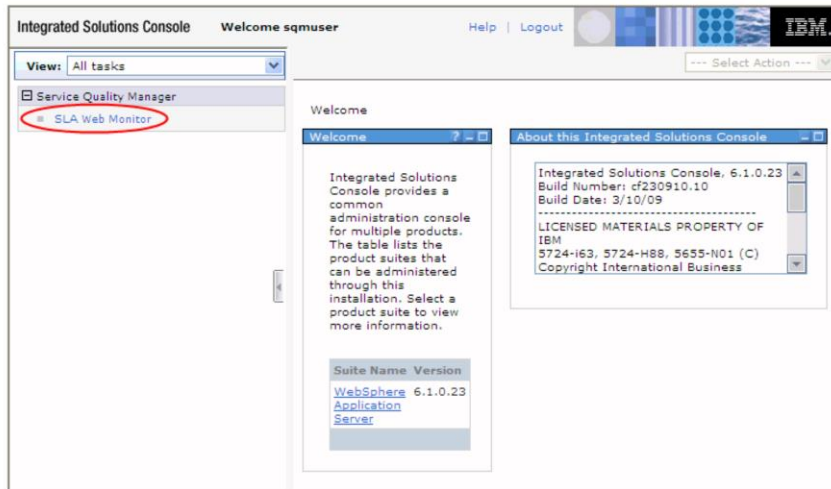 Integrated Solutions Console Welcome sqmuser Help | Logout IBM.
View: All tasks
--- Select Action ---
Service Quality Manager
SLA Web Monitor
Welcome
Welcome
Integrated Solutions
Console provides a
common
administration console
for multiple products.
The table lists the
product suites that
can be administered
through this
installation. Select a
product suite to view
more information.
Suite Name Version
WebSphere 6.1.0.23
Application
Server
About this Integrated Solutions Console
Integrated Solutions Console, 6.1.0.23
Build Number: cf230910.10
Build Date: 3/10/09
----------------------------------
LICENSED MATERIALS PROPERTY OF
IBM
5724-i63, 5724-H88, 5655-N01 (C)
Copyright International Business